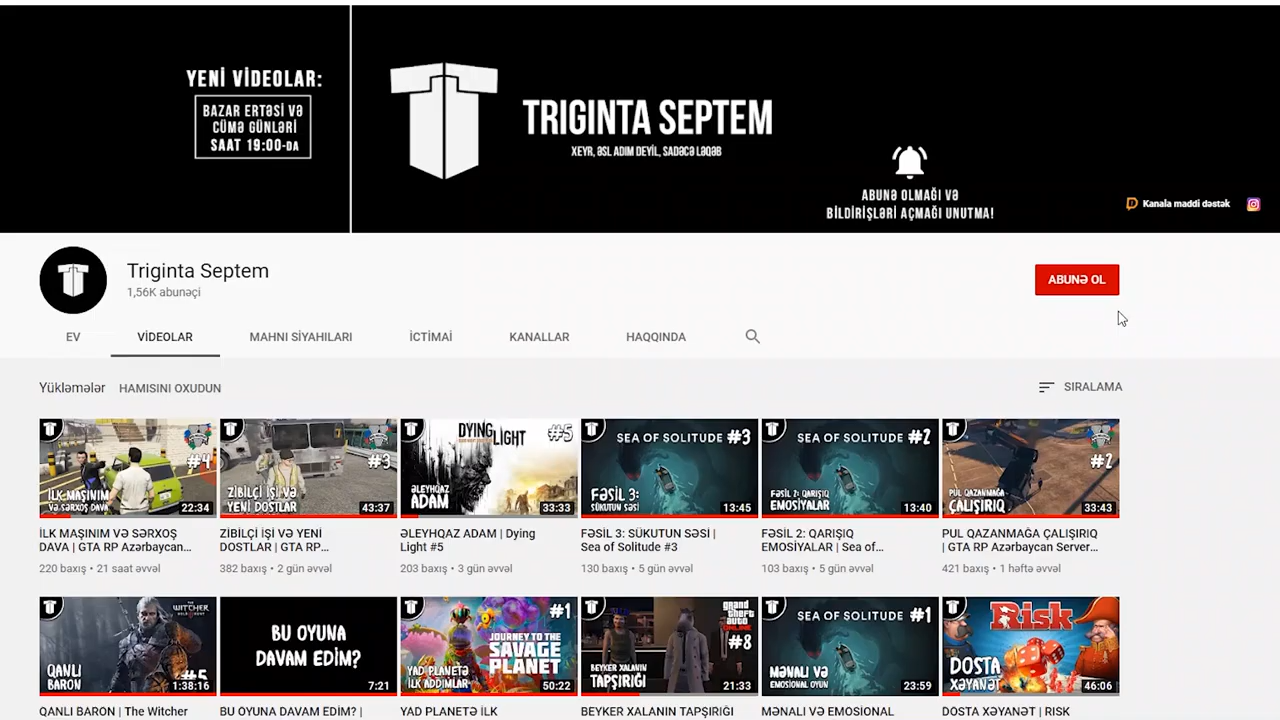 YENİ VİDEOLAR:
BAZAR ERTƏSİ VƏ
CÜMƏ GÜNLƏRİ
SAAT 19:00-DA
TRIGINTA SEPTEM
XEYR, ƏSL ADIM DEYİL, SADƏCƏ LƏQƏB
ABUNƏ OLMAĞI VƏ
BİLDİRİŞLƏRİ AÇMAĞI UNUTMA!
Kanala maddi dəstək
Triginta Septem
1,56K abunəçi
ABUNƏ OL
EV VİDEOLAR MAHNI SİYAHILARI İCTİMAİ KANALLAR HAQQINDA
Yükləmələr HAMISINI OXUDUN SIRALAMA
#4
İLK MAŞINIM
VƏ SƏRXOŞ DAVA
22:34
#3
ZİBİLÇİ İŞİ VƏ
YENİ DOSTLAR
43:37
DYING LIGHT
#5
ƏLEYHQAZ
ADAM
33:33
SEA OF SOLITUDE #3
FƏSİL 3:
SÜKUTUN SƏSİ
13:45
SEA OF SOLITUDE #2
FƏSİL 2: QARIŞIQ
EMOSİYALAR
13:40
#2
PUL QAZANMAĞA
ÇALIŞIRIQ
33:43
İLK MAŞINIM VƏ SƏRXOŞ
DAVA | GTA RP Azərbaycan...
220 baxış • 21 saat əvvəl
ZİBİLÇİ İŞİ VƏ YENİ
DOSTLAR | GTA RP...
382 baxış • 2 gün əvvəl
ƏLEYHQAZ ADAM | Dying
Light #5
203 baxış • 3 gün əvvəl
FƏSİL 3: SÜKUTUN SƏSİ |
Sea of Solitude #3
130 baxış • 5 gün əvvəl
FƏSİL 2: QARIŞIQ
EMOSİYALAR | Sea of...
103 baxış • 5 gün əvvəl
PUL QAZANMAĞA ÇALIŞIRIQ
| GTA RP Azərbaycan Server...
421 baxış • 1 həftə əvvəl
THE WITCHER
QANLI
BARON
#5
1:38:16
BU OYUNA
DAVAM EDİM?
7:21
#1
JOURNEY TO THE
SAVAGE
PLANET
YAD PLANETƏ
İLK ADDIMLAR
50:22
grand
theft
auto
ONLINE
#8
BEYKER XALANIN
TAPŞIRIĞI
21:33
SEA OF SOLITUDE #1
MƏNALI VƏ
EMOSIONAL OYUN
23:59
Risk
DOSTA
XƏYANƏT
46:06
QANLI BARON | The Witcher
BU OYUNA DAVAM EDİM? |
YAD PLANETƏ İLK
BEYKER XALANIN TAPŞIRIĞI
MƏNALI VƏ EMOSIONAL
DOSTA XƏYANƏT | RISK